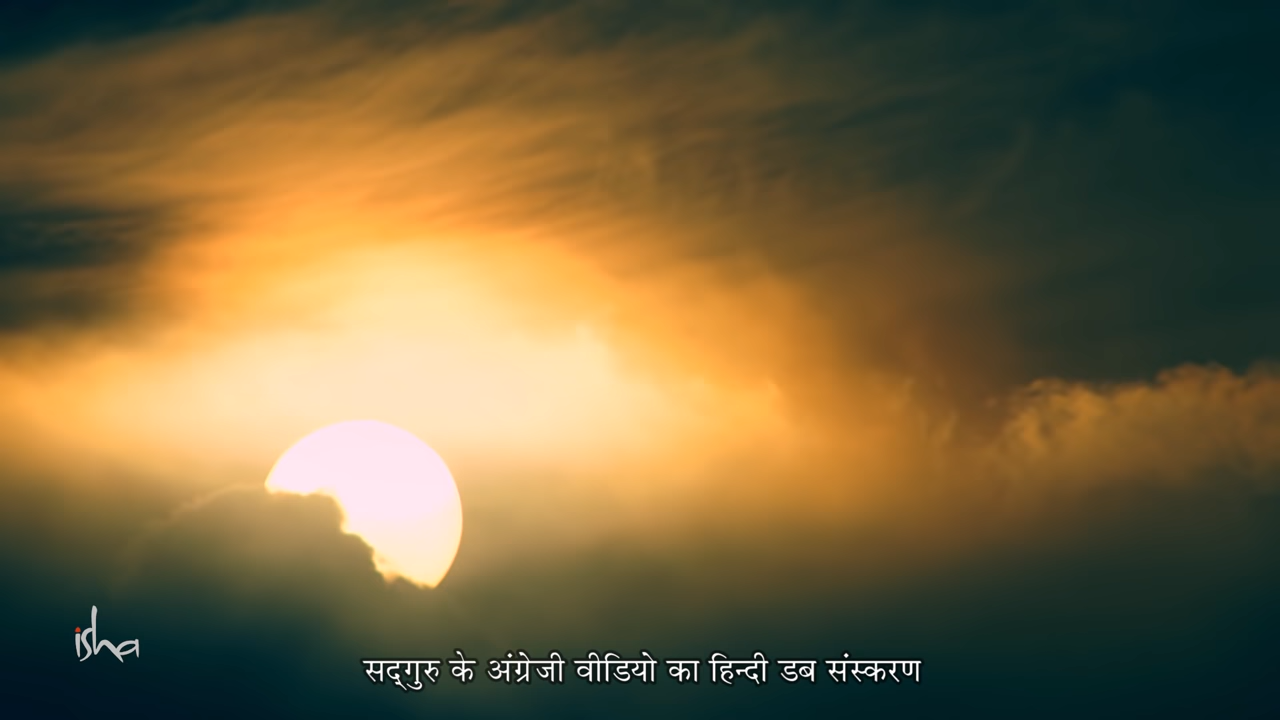 isha
सद्गुरु के अंग्रेजी वीडियो का हिन्दी डब संस्करण